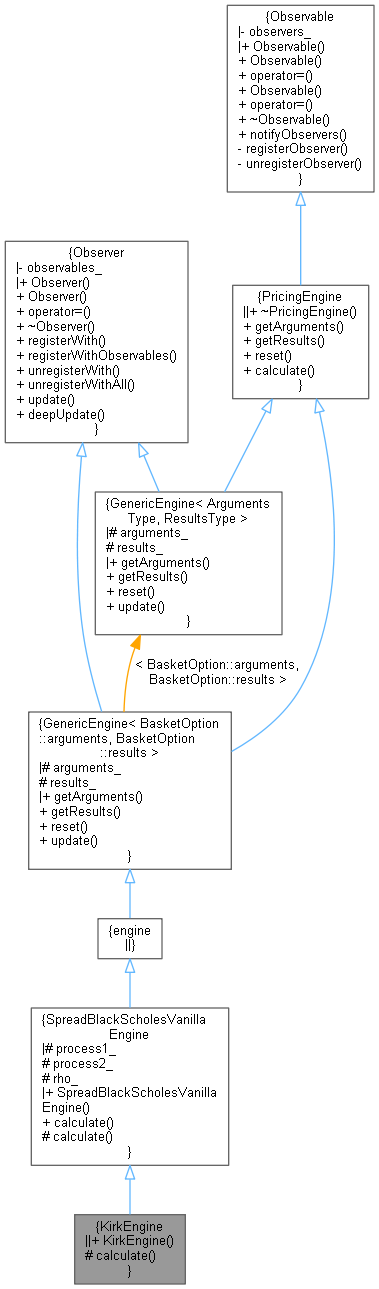 {Observable
|- observers_
|+ Observable()
+ Observable()
+ operator=()
+ Observable()
+ operator=()
+ ~Observable()
+ notifyObservers()
- registerObserver()
- unregisterObserver()
}
{Observer
|- observables_
|+ Observer()
+ Observer()
+ operator=()
+ ~Observer()
+ registerWith()
+ registerWithObservables()
+ unregisterWith()
+ unregisterWithAll()
+ update()
+ deepUpdate()
}
{PricingEngine
||+ ~PricingEngine()
+ getArguments()
+ getResults()
+ reset()
+ calculate()
}
{GenericEngine< Arguments
Type, ResultsType >
|# arguments_
# results_
|+ getArguments()
+ getResults()
+ reset()
+ update()
}
< BasketOption::arguments,
BasketOption::results >
{GenericEngine< BasketOption
::arguments, BasketOption
::results >
|# arguments_
# results_
|+ getArguments()
+ getResults()
+ reset()
+ update()
}
{engine
||}
{SpreadBlackScholesVanilla
Engine
|# process1_
# process2_
# rho_
|+ SpreadBlackScholesVanilla
Engine()
+ calculate()
# calculate()
}
{KirkEngine
||+ KirkEngine()
# calculate()
}